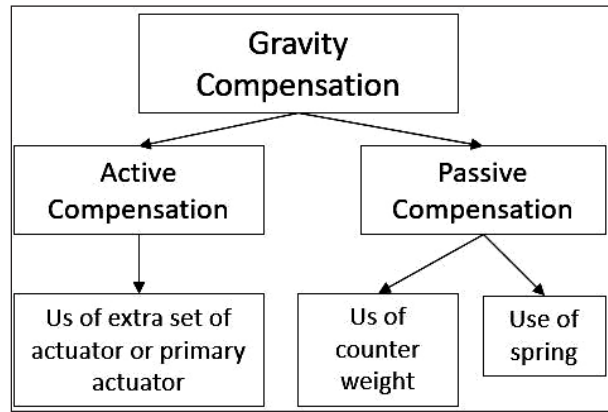 Gravity
Compensation
Active
Compensation
Passive
Compensation
Us of extra set of
actuator or primary
actuator
Us of
counter
weight
Use of
spring